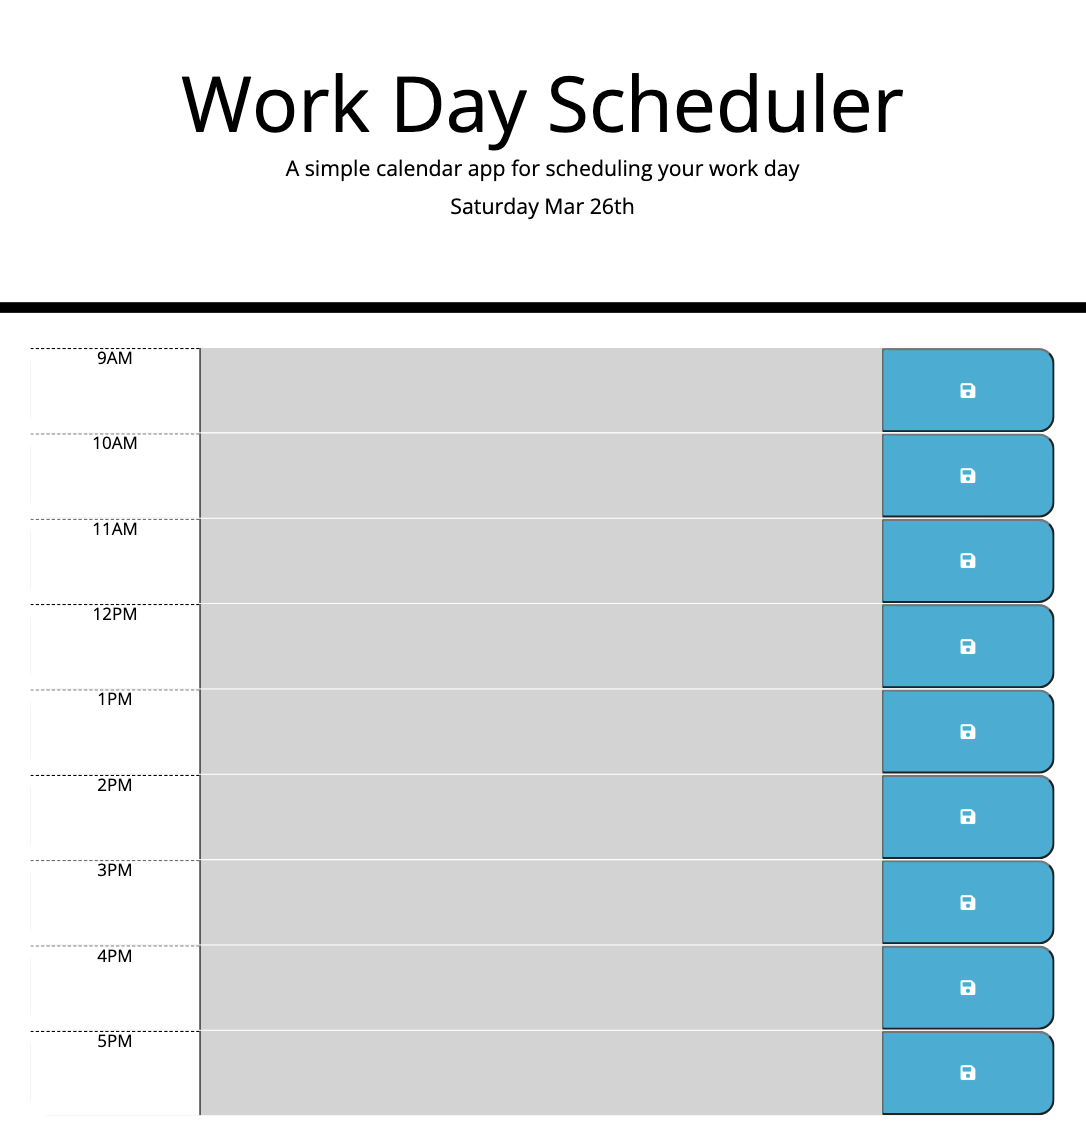 Work Day Scheduler
A simple calendar app for scheduling your work day
Saturday Mar 26th
9AM
10AM
11AM
12PM
1PM
2PM
3PM
4PM
5PM